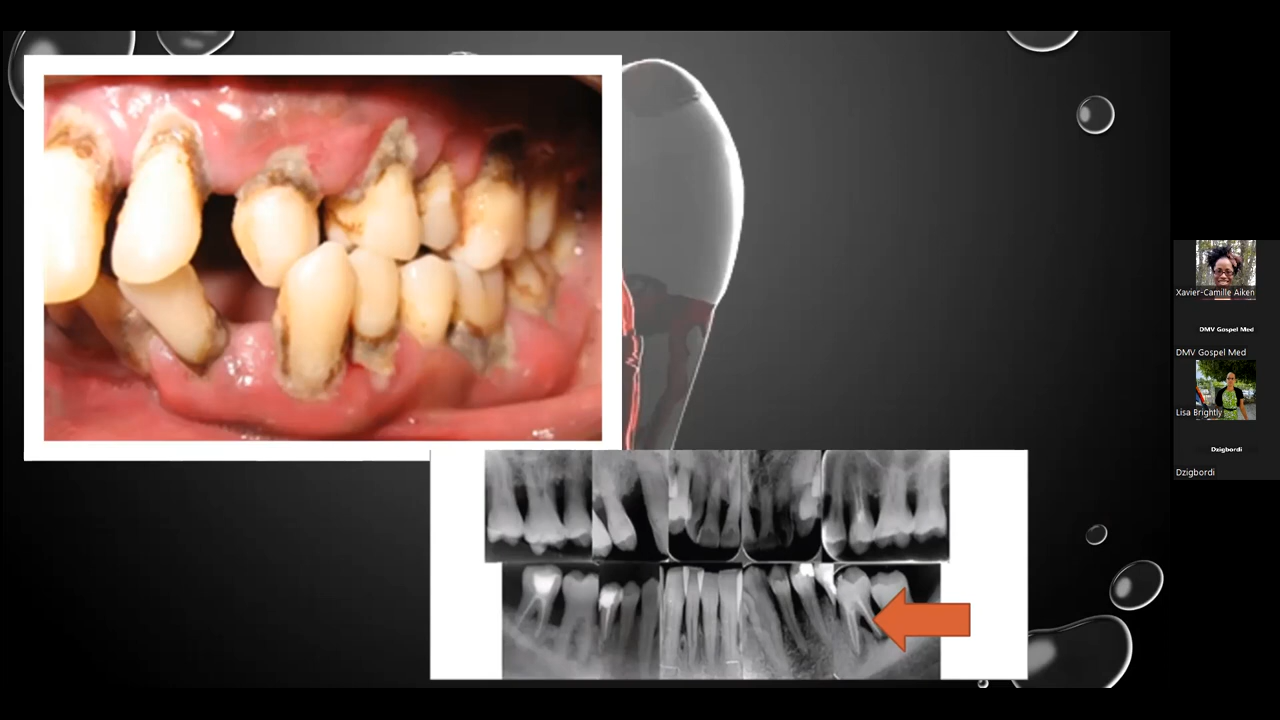 Xavier-Camille Aiken
DMV Gospel Med
DMV Gospel Med
Lisa Brightly
Dzigbordi
Dzigbordi